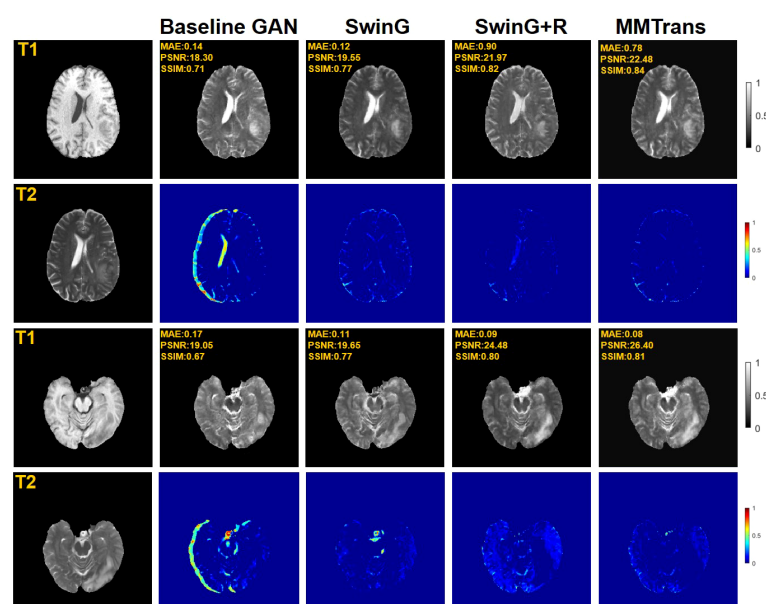 Baseline GAN SwinG SwinG+R MMTrans
T1
MAE:0.14
PSNR:18.30
SSIM:0.71
MAE:0.12
PSNR:19.55
SSIM:0.77
MAE:0.90
PSNR:21.97
SSIM:0.82
MAE:0.78
PSNR:22.48
SSIM:0.84
1
0.5
0
T2
1
0.5
0
T1
MAE:0.17
PSNR:19.05
SSIM:0.67
MAE:0.11
PSNR:19.65
SSIM:0.77
MAE:0.09
PSNR:24.48
SSIM:0.80
MAE:0.08
PSNR:26.40
SSIM:0.81
1
0.5
0
T2
1
0.5
0